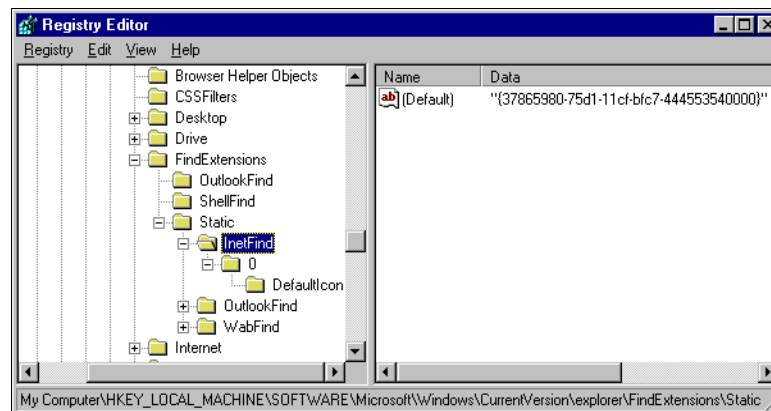 Registry Editor
Registry Edit View Help
Browser Helper Objects
CSSFilters
Desktop
Drive
FindExtensions
OutlookFind
ShellFind
Static
InetFind
0
DefaultIcon
OutlookFind
WabFind
Internet
Name Data
ab (Default) "{37865980-75d1-11cf-bfc7-444553540000}"
My Computer\HKEY_LOCAL_MACHINE\SOFTWARE\Microsoft\Windows\CurrentVersion\explorer\FindExtensions\Static